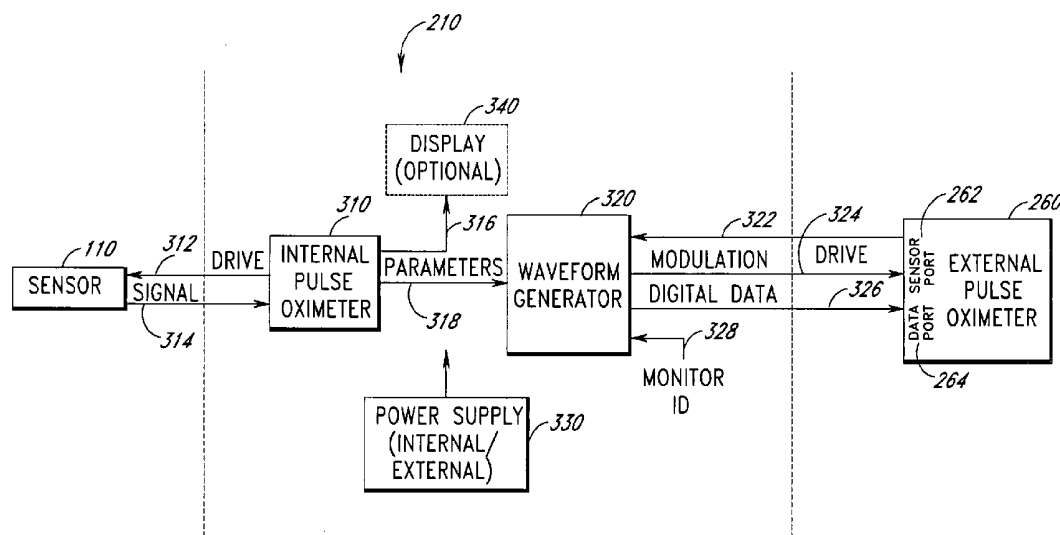 210
340
DISPLAY
(OPTIONAL)
310
320
262
260
316
322
324
110
312
DRIVE
INTERNAL
PULSE
OXIMETER
PARAMETERS
WAVEFORM
GENERATOR
MODULATION
DRIVE
SENSOR
PORT
EXTERNAL
PULSE
OXIMETER
SENSOR
SIGNAL
DIGITAL DATA
326
314
318
328
DATA
PORT
264
MONITOR
ID
POWER SUPPLY
(INTERNAL/
EXTERNAL)
330